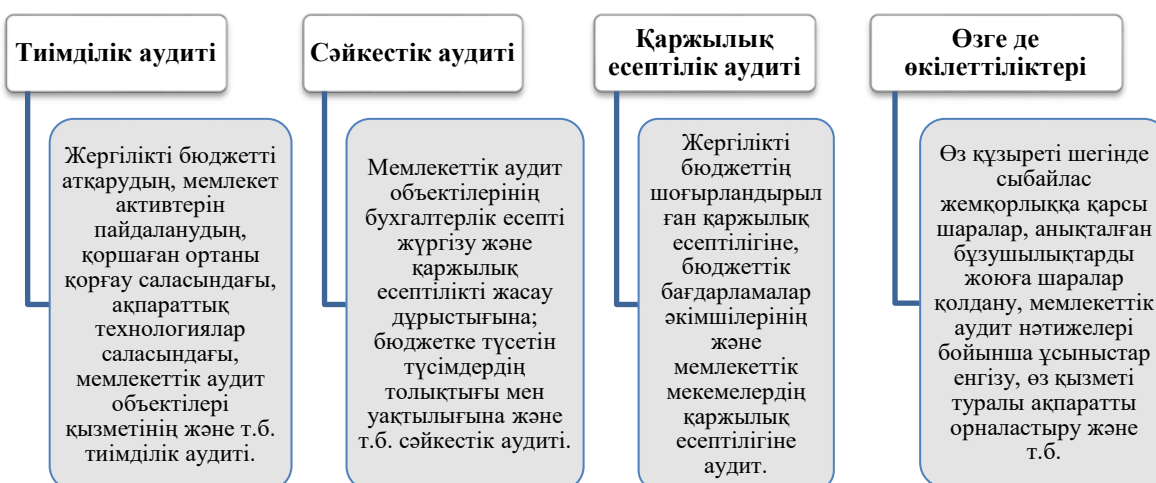 Тиімділік аудиті
Жергілікті бюджетті
атқарудың, мемлекет
активтерін
пайдаланудың,
қоршаған ортаны
қорғау саласындағы,
ақпараттық
технологиялар
саласындағы,
мемлекеттік аудит
объектілері
қызметінің және т.б.
тиімділік аудиті.
Сәйкестік аудиті
Мемлекеттік аудит
объектілерінің
бухгалтерлік есепті
жүргізу және
қаржылық
есептілікті жасау
дұрыстығына;
бюджетке түсетін
түсімдердің
толықтығы мен
уақтылығына және
т.б. сәйкестік аудиті.
Қаржылық
есептілік аудиті
Жергілікті
бюджеттің
шоғырландырыл
ған қаржылық
есептілігіне,
бюджеттік
бағдарламалар
әкімшілерінің
және
мемлекеттік
мекемелердің
қаржылық
есептілігіне
аудит.
Өзге де
өкілеттіліктері
Өз құзыреті шегінде
сыбайлас
жемқорлыққа қарсы
шаралар, анықталған
бұзушылықтарды
жоюға шаралар
қолдану, мемлекеттік
аудит нәтижелері
бойынша ұсыныстар
енгізу, өз қызметі
туралы ақпаратты
орналастыру және
т.б.